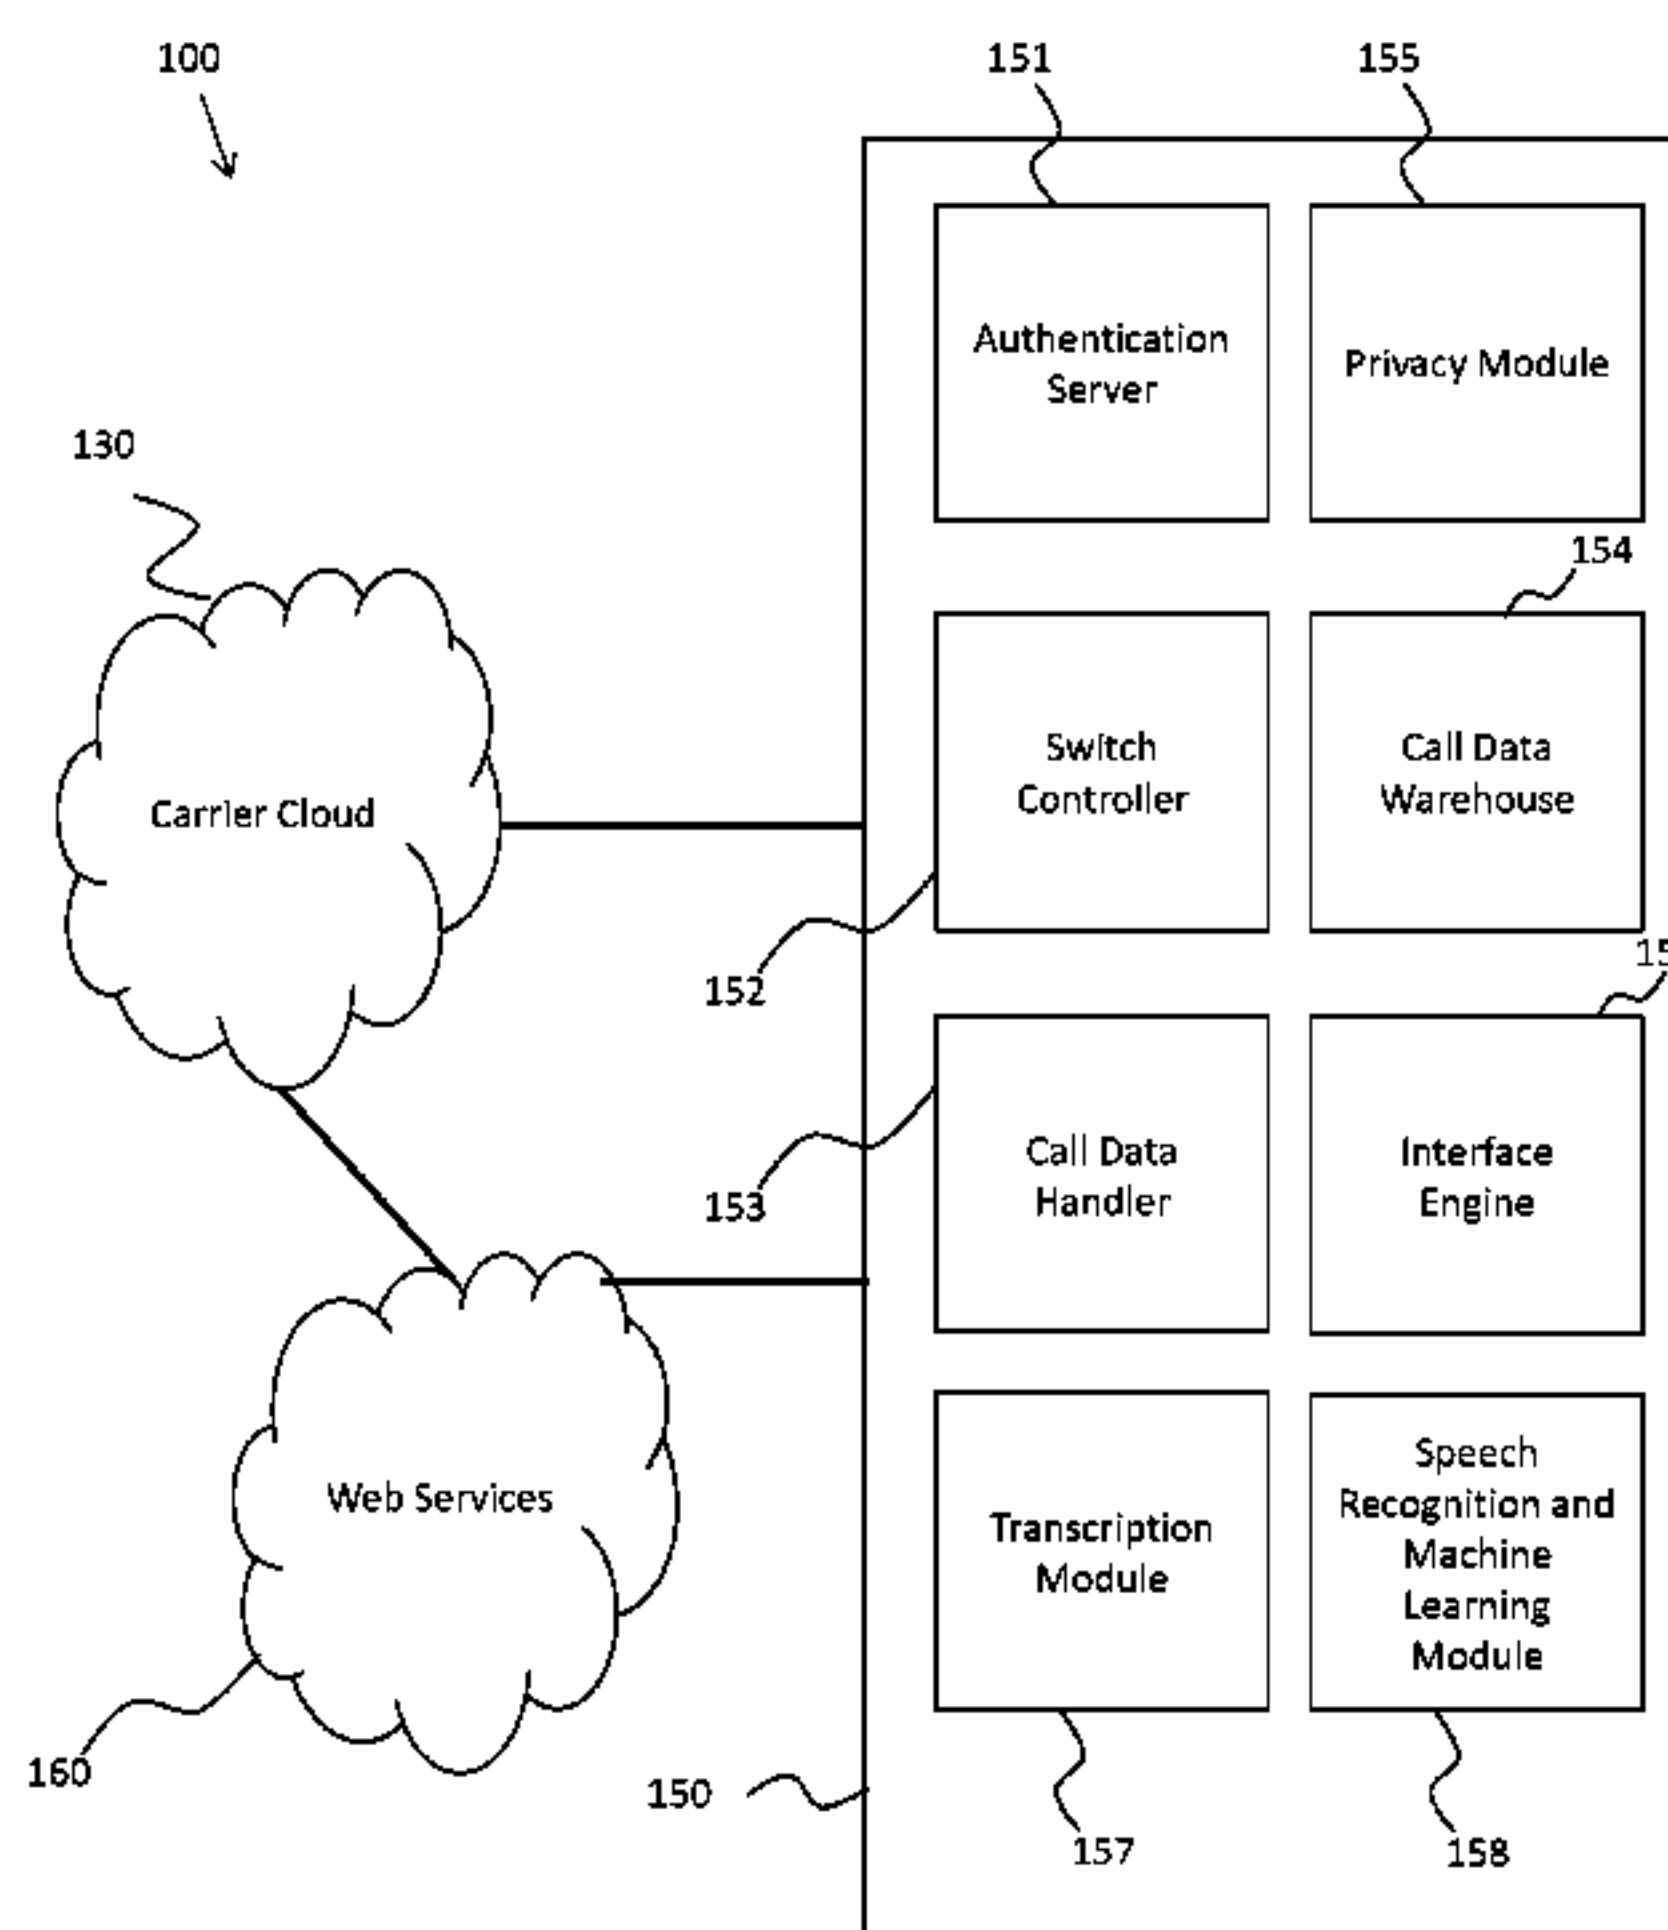 100
151
155
Authentication
Server
Privacy Module
130
154
Switch
Controller
Call Data
Warehouse
Carrier Cloud
152
153
Call Data
Handler
Interface
Engine
Web Services
Transcription
Module
Speech
Recognition and
Machine
Learning
Module
160
150
157
158